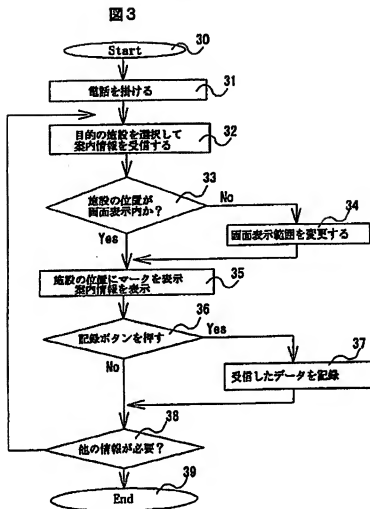 図3
Start
30
電話を掛ける
31
目的の施設を選択して
案内情報を受信する
32
施設の位置が
画面表示内か?
33
No
Yes
画面表示範囲を変更する
34
施設の位置にマークを表示
案内情報を表示
35
記録ボタンを押す
36
Yes
No
受信したデータを記録
37
他の情報が必要?
38
End
39